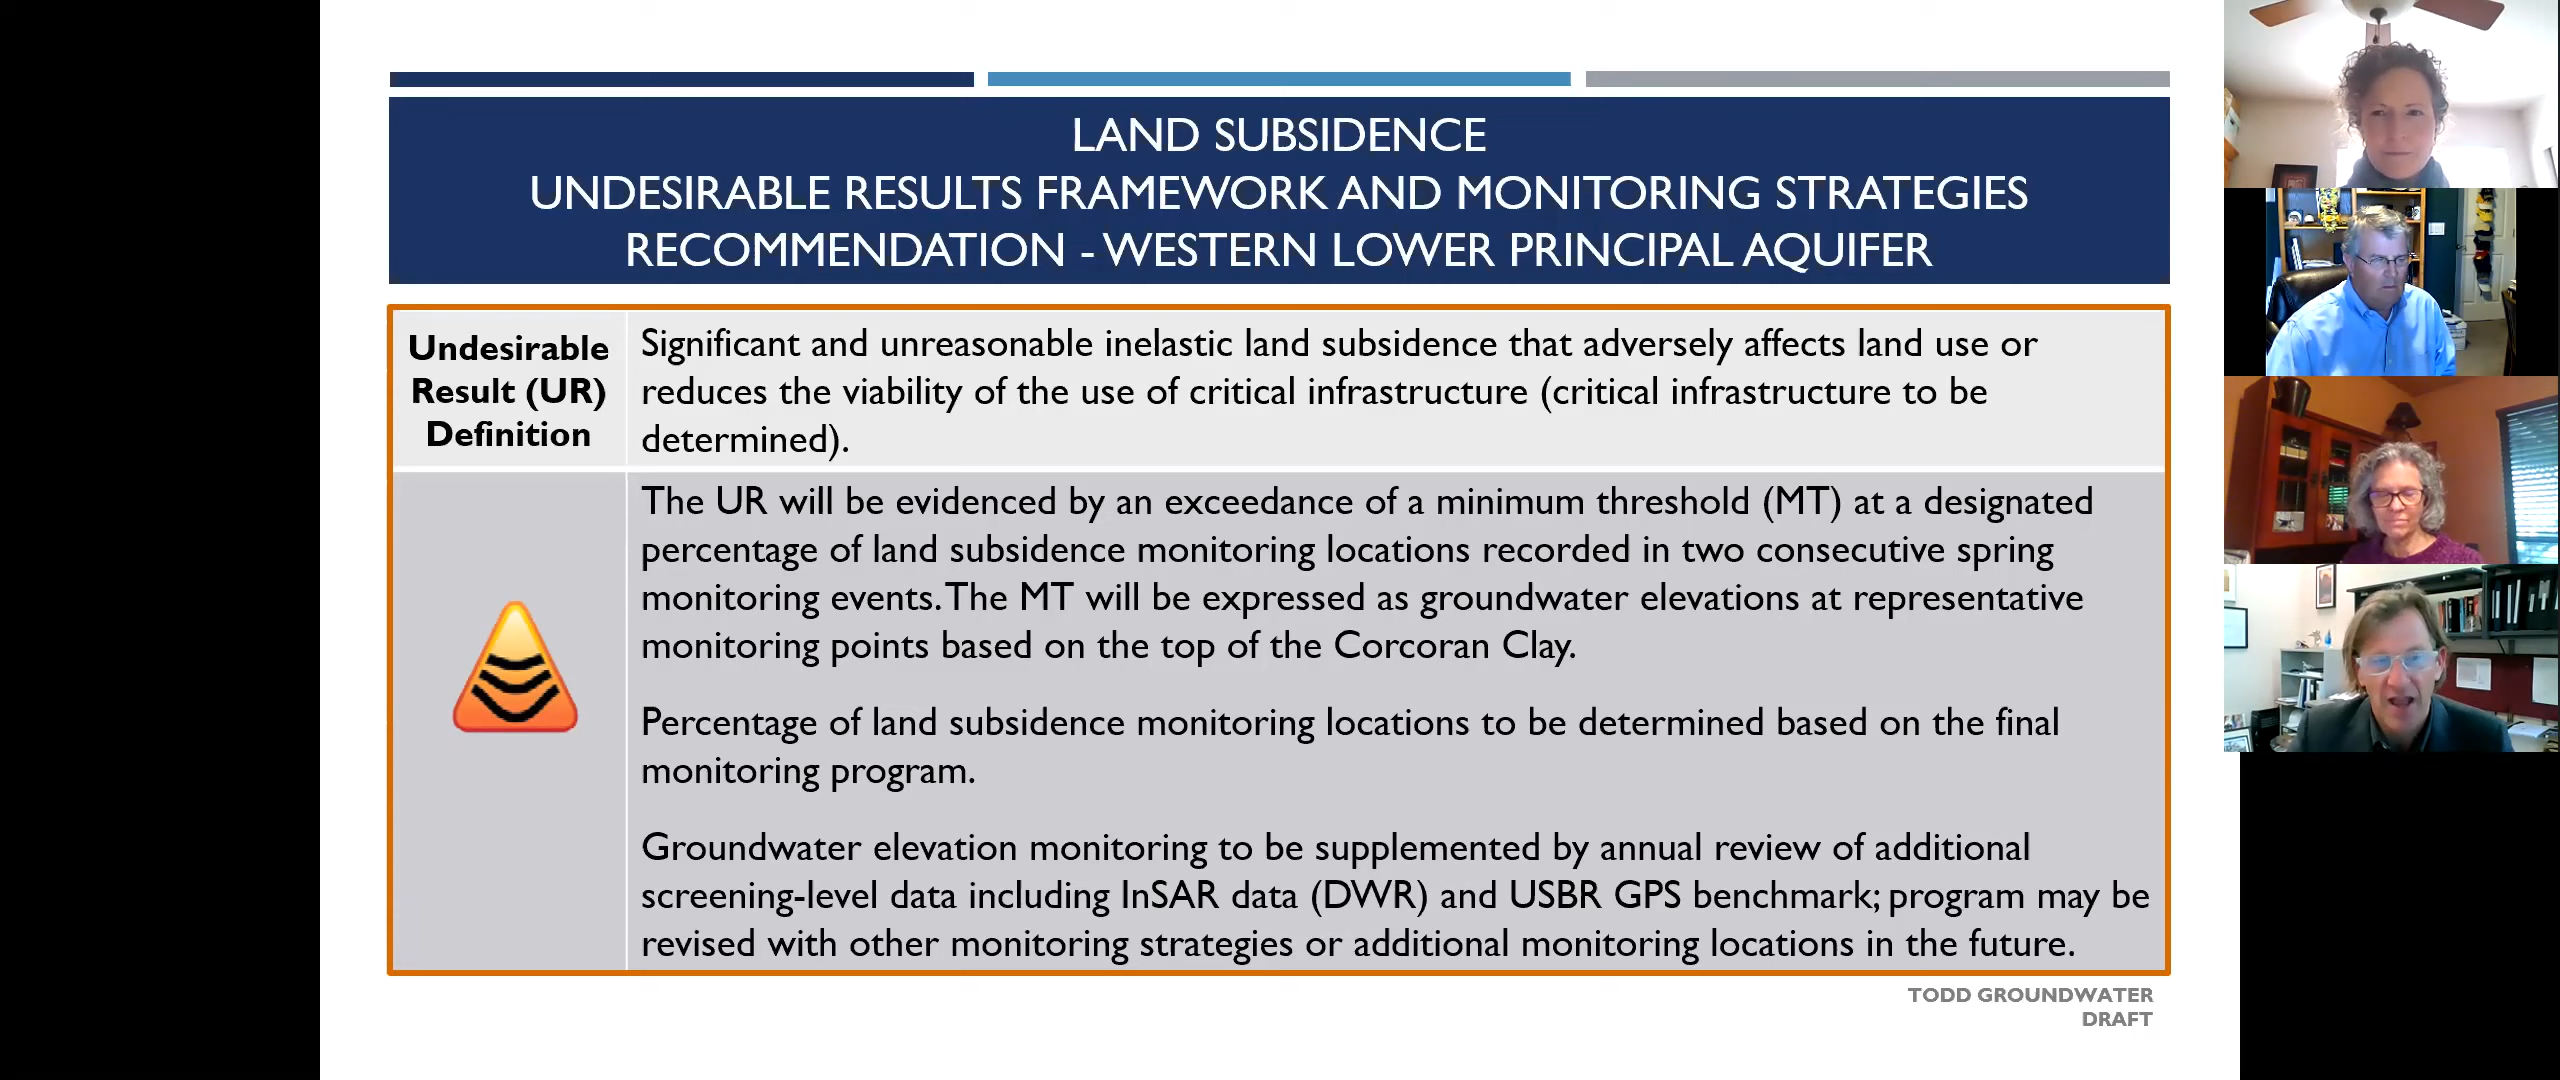 LAND SUBSIDENCE
UNDESIRABLE RESULTS FRAMEWORK AND MONITORING STRATEGIES
RECOMMENDATION - WESTERN LOWER PRINCIPAL AQUIFER
Undesirable
Result (UR)
Definition
Significant and unreasonable inelastic land subsidence that adversely affects land use or
reduces the viability of the use of critical infrastructure (critical infrastructure to be
determined).
The UR will be evidenced by an exceedance of a minimum threshold (MT) at a designated
percentage of land subsidence monitoring locations recorded in two consecutive spring
monitoring events. The MT will be expressed as groundwater elevations at representative
monitoring points based on the top of the Corcoran Clay.
Percentage of land subsidence monitoring locations to be determined based on the final
monitoring program.
Groundwater elevation monitoring to be supplemented by annual review of additional
screening-level data including InSAR data (DWR) and USBR GPS benchmark; program may be
revised with other monitoring strategies or additional monitoring locations in the future.
TODD GROUNDWATER
DRAFT